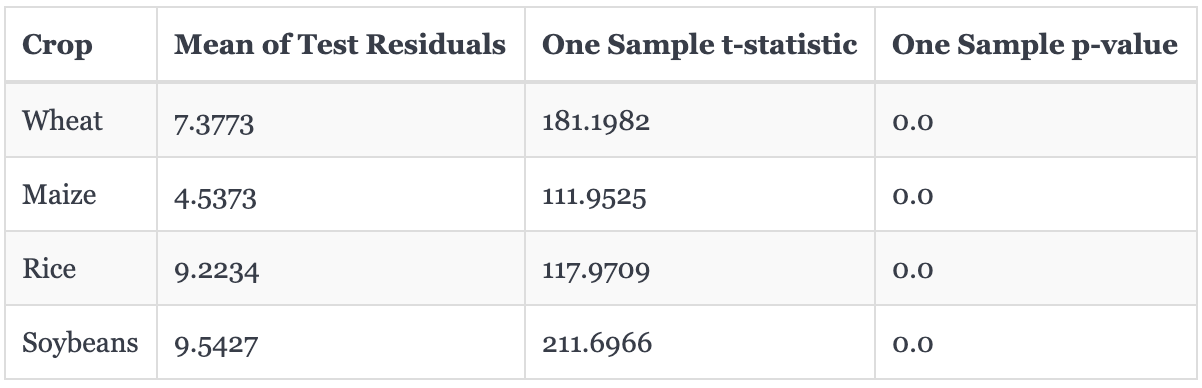 Crop Mean of Test Residuals One Sample t-statistic One Sample p-value
Wheat 7.3773 181.1982 0.0
Maize 4.5373 111.9525 0.0
Rice 9.2234 117.9709 0.0
Soybeans 9.5427 211.6966 0.0